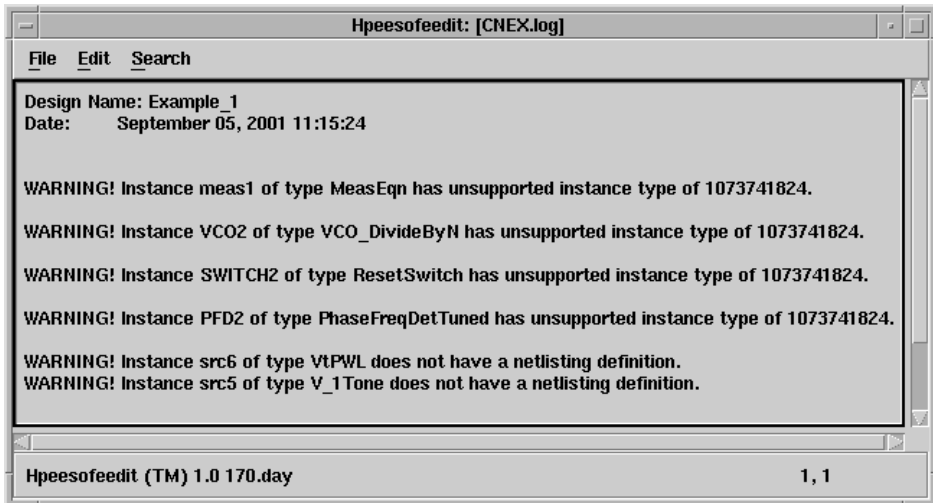 Hpeesofeedit: [CNEX.log]
File Edit Search
Design Name: Example_1
Date: September 05, 2001 11:15:24
WARNING! Instance meas1 of type MeasEqn has unsupported instance type of 1073741824.
WARNING! Instance VCO2 of type VCO_DivideByN has unsupported instance type of 1073741824.
WARNING! Instance SWITCH2 of type ResetSwitch has unsupported instance type of 1073741824.
WARNING! Instance PFD2 of type PhaseFreqDetTuned has unsupported instance type of 1073741824.
WARNING! Instance src6 of type VtPWL does not have a netlisting definition.
WARNING! Instance src5 of type V_1Tone does not have a netlisting definition.
Hpeesofeedit (TM) 1.0 170.day 1, 1